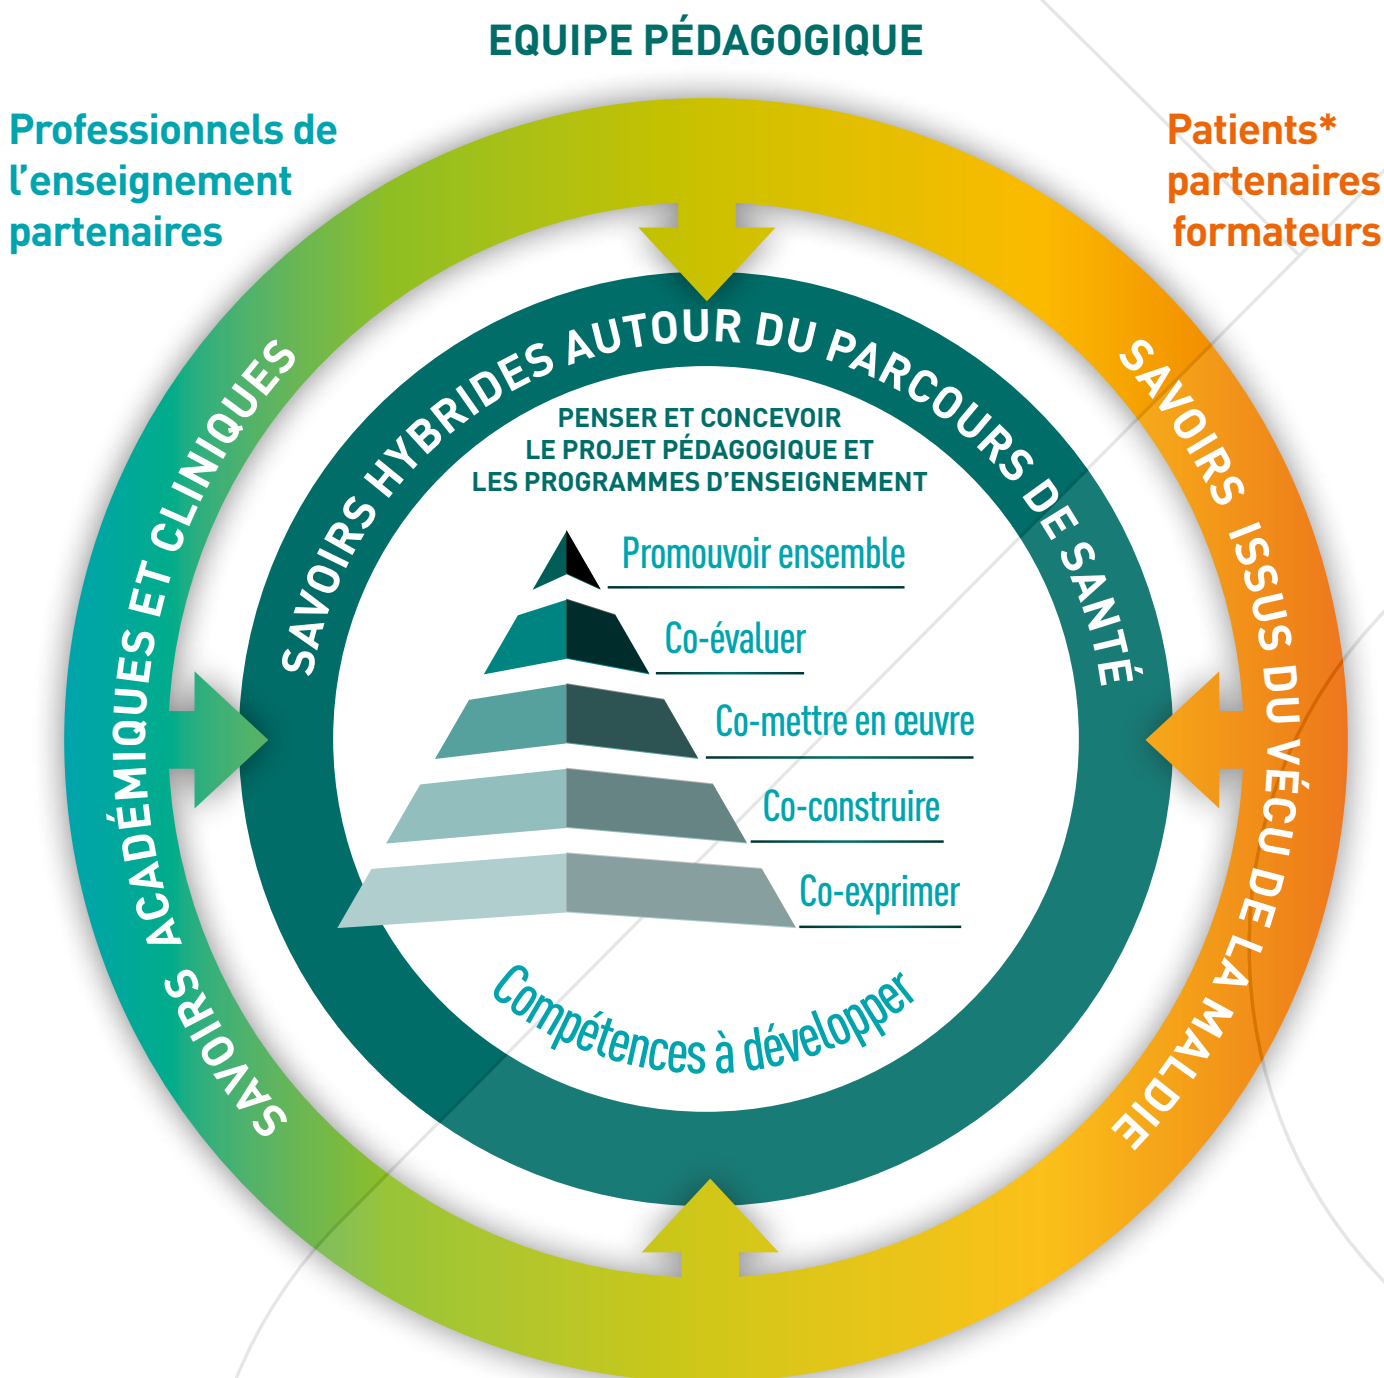 EQUIPE PÉDAGOGIQUE
Professionnels de
l’enseignement
partenaires
Patients*
partenaires
formateurs
SAVOIRS ACADÉMIQUES ET CLINIQUES
SAVOIRS ISSUS DU VÉCU DE LA MALDIE
SAVOIRS HYBRIDES AUTOUR DU PARCOURS DE SANTÉ
PENSER ET CONCEVOIR
LE PROJET PÉDAGOGIQUE ET
LES PROGRAMMES D’ENSEIGNEMENT
Promouvoir ensemble
Co-évaluer
Co-mettre en œuvre
Co-construire
Co-exprimer
Compétences à développer